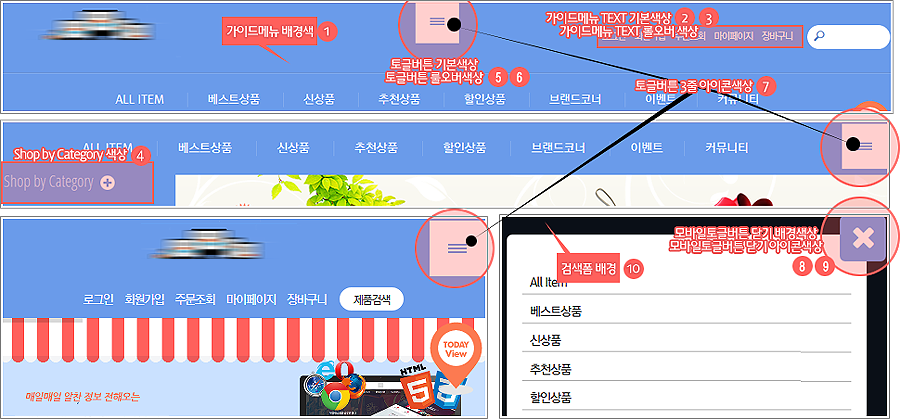 가이드메뉴 배경색 1
가이드메뉴 TEXT 기본색상 2 3
가이드메뉴 TEXT 롤오버색상
마이페이지 장바구니
토글버튼 기본색상
토글버튼 롤오버색상 5 6
토글버튼 3줄 아이콘색상 7
ALL ITEM 베스트상품 신상품 추천상품 할인상품 브랜드코너 이벤트 커뮤니티
ALL ITEM 베스트상품 신상품 추천상품 할인상품 브랜드코너 이벤트 커뮤니티
Shop by Category 색상 4
Shop by Category
로그인 회원가입 주문조회 마이페이지 장바구니 제품검색
TODAY
View
HTML
5
매일매일 알찬 정보 전해오는
모바일토글버튼 닫기 배경색상
모바일토글버튼 닫기 아이콘색상
8 9
검색폼 배경 10
All Item
베스트상품
신상품
추천상품
할인상품